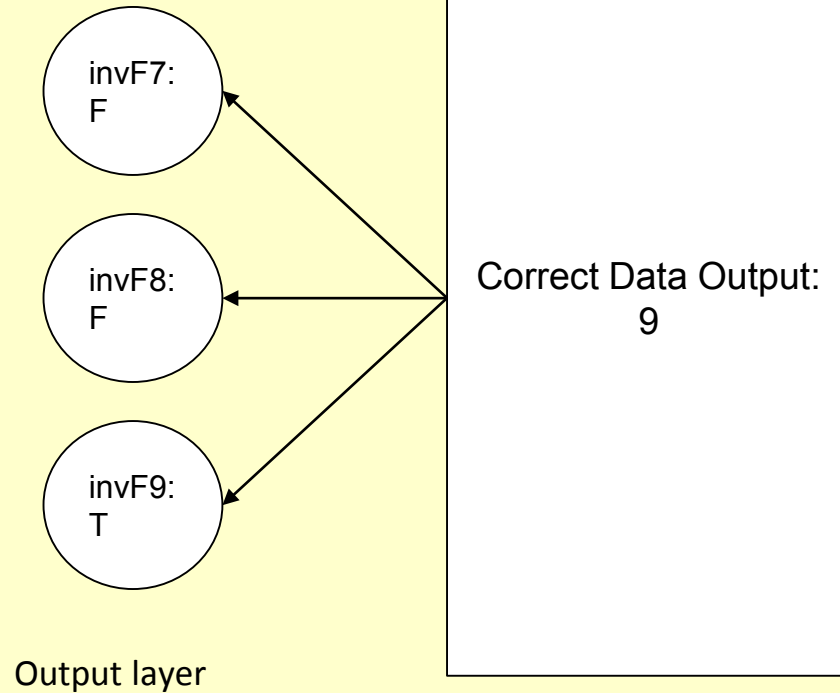 invF7:
F
invF8:
F
invF9:
T
Correct Data Output:
9
Output layer